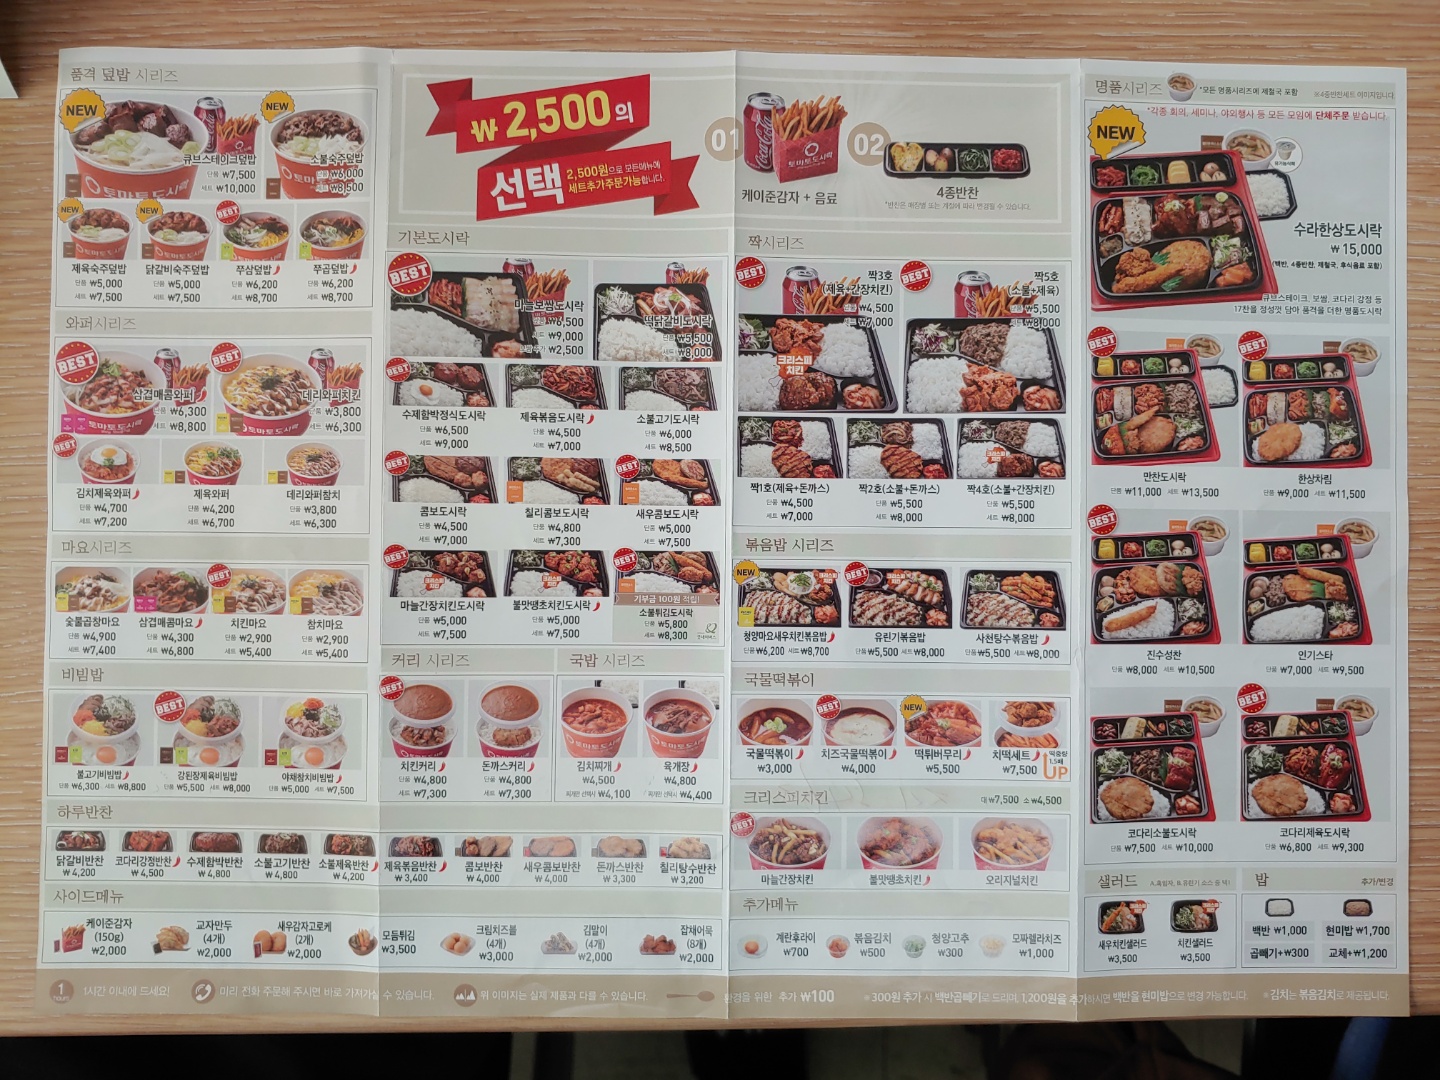 품격 덮밥 시리즈
NEW
큐브스테이크덮밥
단품 ₩7,500
세트 ₩10,000
NEW
소불숙주덮밥
단품 ₩6,000
세트 ₩8,500
NEW
제육숙주덮밥
단품 ₩5,000
세트 ₩7,500
NEW
닭갈비숙주덮밥
단품 ₩5,000
세트 ₩7,500
BEST
쭈삼덮밥
단품 ₩6,200
세트 ₩8,700
쭈곱덮밥
단품 ₩6,200
세트 ₩8,700
와퍼시리즈
BEST
삼겹매콤와퍼
단품 ₩6,300
세트 ₩8,800
BEST
데리와퍼치킨
단품 ₩3,800
세트 ₩6,300
BEST
김치제육와퍼
단품 ₩4,700
세트 ₩7,200
제육와퍼
단품 ₩4,200
세트 ₩6,700
데리와퍼참치
단품 ₩3,800
세트 ₩6,300
마요시리즈
숯불곱창마요
단품 ₩4,900
세트 ₩7,400
삼겹매콤마요
단품 ₩4,300
세트 ₩6,800
BEST
치킨마요
단품 ₩2,900
세트 ₩5,400
참치마요
단품 ₩2,900
세트 ₩5,400
비빔밥
불고기비빔밥
단품 ₩6,300 세트 ₩8,800
BEST
강된장제육비빔밥
단품 ₩5,500 세트 ₩8,000
야채참치비빔밥
단품 ₩5,000 세트 ₩7,500
하루반찬
닭갈비반찬
₩4,200
코다리강정반찬
₩4,500
수제함박반찬
₩4,800
소불고기반찬
₩4,800
소불제육반찬
₩4,200
제육볶음반찬
₩3,400
콤보반찬
₩4,000
새우콤보반찬
₩4,000
돈까스반찬
₩3,300
칠리탕수반찬
₩3,200
사이드메뉴
케이준감자
(150g)
₩2,000
교자만두
(4개)
₩2,000
새우감자고로케
(2개)
₩2,000
모둠튀김
₩3,500
크림치즈볼
(4개)
₩3,000
김말이
(4개)
₩2,000
잡채어묵
(8개)
₩2,000
₩2,500의
선택
2,500원으로 모든메뉴에
세트추가주문가능합니다.
01
케이준감자 + 음료
02
4종반찬
*반찬은 매장별 또는 계절에 따라 변경될 수 있습니다.
기본도시락
BEST
마늘보쌈도시락
단품 ₩6,500
세트 ₩9,000
₩2,500
떡닭갈비도시락
단품 ₩5,500
세트 ₩8,000
BEST
수제함박정식도시락
단품 ₩6,500
세트 ₩9,000
제육볶음도시락
단품 ₩4,500
세트 ₩7,000
소불고기도시락
단품 ₩6,000
세트 ₩8,500
BEST
콤보도시락
단품 ₩4,500
세트 ₩7,000
칠리콤보도시락
단품 ₩4,800
세트 ₩7,300
BEST
새우콤보도시락
단품 ₩5,000
세트 ₩7,500
BEST
크리스피
치킨
마늘간장치킨도시락
단품 ₩5,000
세트 ₩7,500
크리스피
치킨
불맛땡초치킨도시락
단품 ₩5,000
세트 ₩7,500
BEST
기부금 100원 적립!
소불튀김도시락
단품 ₩5,800
세트 ₩8,300
커리 시리즈
BEST
치킨커리
단품 ₩4,800
세트 ₩7,300
돈까스커리
단품 ₩4,800
세트 ₩7,300
국밥 시리즈
김치찌개
₩4,500
찌개만 선택시 ₩4,100
육개장
₩4,800
찌개만 선택시 ₩4,400
짝시리즈
BEST
짝3호
(제육+간장치킨)
단품 ₩4,500
세트 ₩7,000
크리스피
치킨
BEST
짝5호
(소불+제육)
단품 ₩5,500
세트 ₩8,000
짝1호(제육+돈까스)
단품 ₩4,500
세트 ₩7,000
짝2호(소불+돈까스)
단품 ₩5,500
세트 ₩8,000
짝4호(소불+간장치킨)
단품 ₩5,500
세트 ₩8,000
볶음밥 시리즈
NEW
청양마요새우치킨볶음밥
단품 ₩6,200 세트 ₩8,700
BEST
유린기볶음밥
단품 ₩5,500 세트 ₩8,000
사천탕수볶음밥
단품 ₩5,500 세트 ₩8,000
국물떡볶이
국물떡볶이
₩3,000
BEST
치즈국물떡볶이
₩4,000
NEW
떡튀버무리
₩5,500
치떡세트
₩7,500
떡중량
1.5배
UP
크리스피치킨
대 ₩7,500 소 ₩4,500
BEST
마늘간장치킨
불맛땡초치킨
오리지널치킨
추가메뉴
계란후라이
₩700
볶음김치
₩500
청양고추
₩300
모짜렐라치즈
₩1,000
명품시리즈
*모든 명품시리즈에 제철국 포함
※4종반찬세트 이미지입니다.
*각종 회의, 세미나, 야외행사 등 모든 모임에 단체주문 받습니다.
NEW
수라한상도시락
₩15,000
(백반, 4종반찬, 제철국, 후식음료 포함)
큐브스테이크, 보쌈, 코다리 강정 등
17찬을 정성껏 담아 품격을 더한 명품도시락
BEST
만찬도시락
단품 ₩11,000 세트 ₩13,500
BEST
한상차림
단품 ₩9,000 세트 ₩11,500
BEST
진수성찬
단품 ₩8,000 세트 ₩10,500
인기스타
단품 ₩7,000 세트 ₩9,500
코다리소불도시락
단품 ₩7,500 세트 ₩10,000
BEST
코다리제육도시락
단품 ₩6,800 세트 ₩9,300
샐러드
새우치킨샐러드
₩3,500
치킨샐러드
₩3,500
밥
추가/변경
백반 ₩1,000
현미밥 ₩1,700
곱빼기+₩300
교체+₩1,200
1 hours
1시간 이내에 드세요!
미리 전화 주문해 주시면 바로 가져가실 수 있습니다.
위 이미지는 실제 제품과 다를 수 있습니다.
환경을 위한 추가 ₩100
※300원 추가 시 백반곱빼기로 드리며, 1,200원을 추가하시면 백반을 현미밥으로 변경 가능합니다.
※김치는 볶음김치로 제공됩니다.